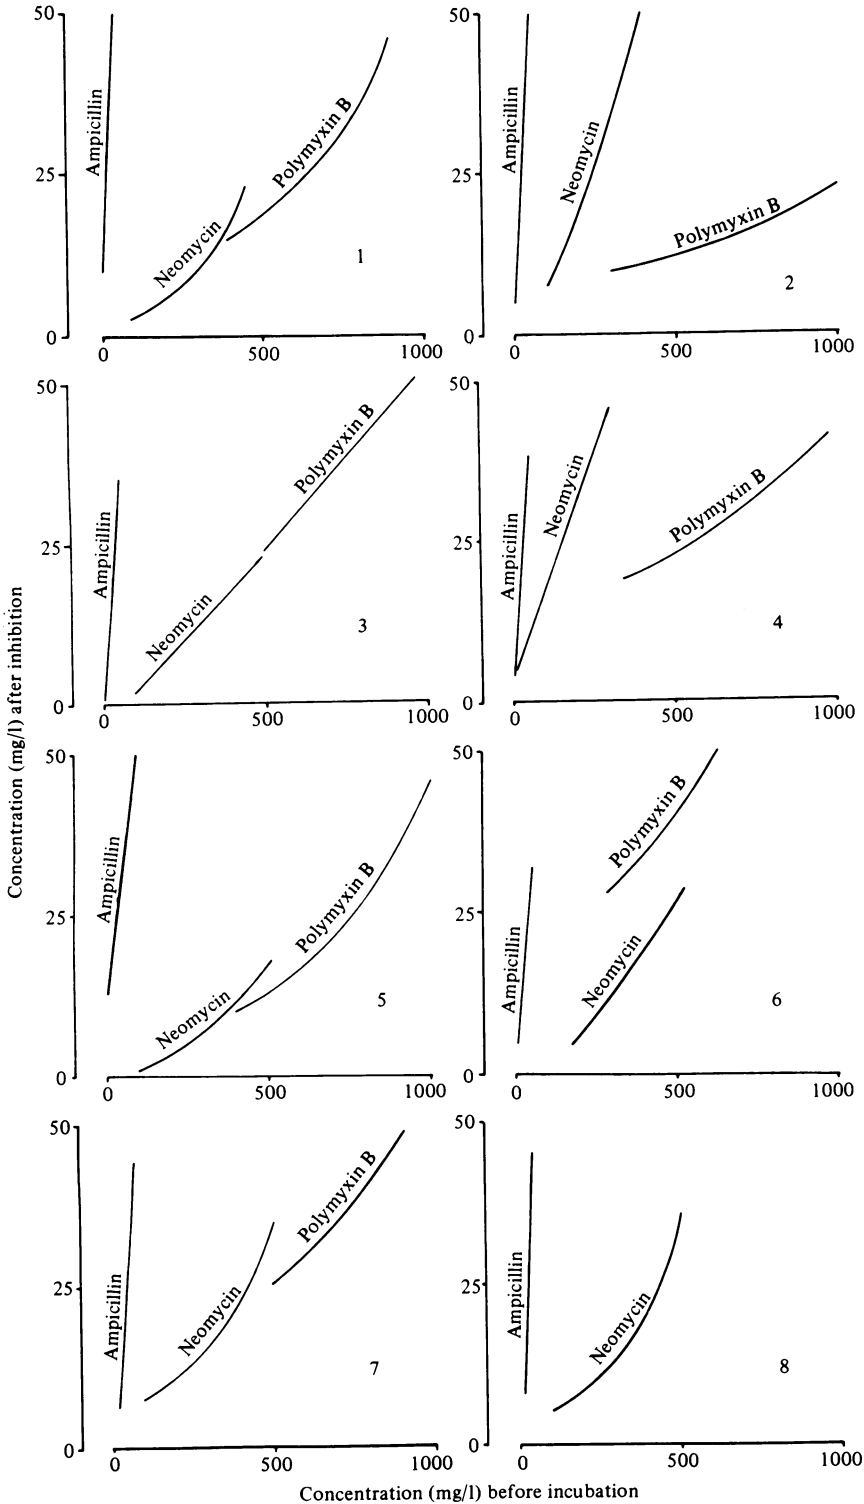 50
25
0
Ampicillin
Neomycin
Polymyxin B
1
0
500
1000
50
25
0
Ampicillin
Neomycin
Polymyxin B
2
0
500
1000
50
25
0
Ampicillin
Neomycin
Polymyxin B
3
0
500
1000
50
25
0
Ampicillin
Neomycin
Polymyxin B
4
0
500
1000
Concentration (mg/l) after inhibition
50
25
0
Ampicillin
Neomycin
Polymyxin B
5
0
500
1000
50
25
0
Ampicillin
Polymyxin B
Neomycin
6
0
500
1000
50
25
0
Ampicillin
Neomycin
Polymyxin B
7
0
500
1000
50
25
0
Ampicillin
Neomycin
8
0
500
1000
Concentration (mg/l) before incubation